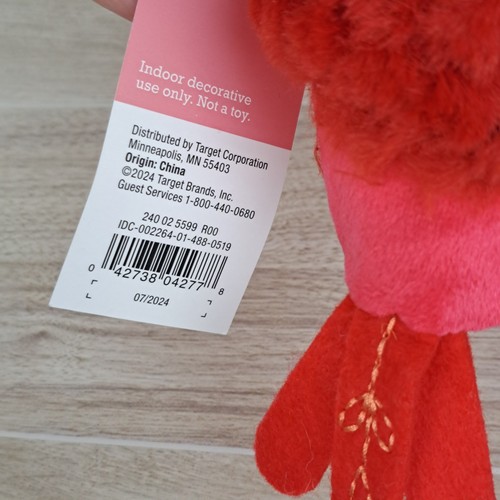 Indoor decorative
use only. Not a toy.
Distributed by Target Corporation
Minneapolis, MN 55403
Origin: China
©2024 Target Brands, Inc.
Guest Services 1-800-440-0680
240 02 5599 R00
IDC-002264-01-488-0519
0 42738 04277 8
07/2024